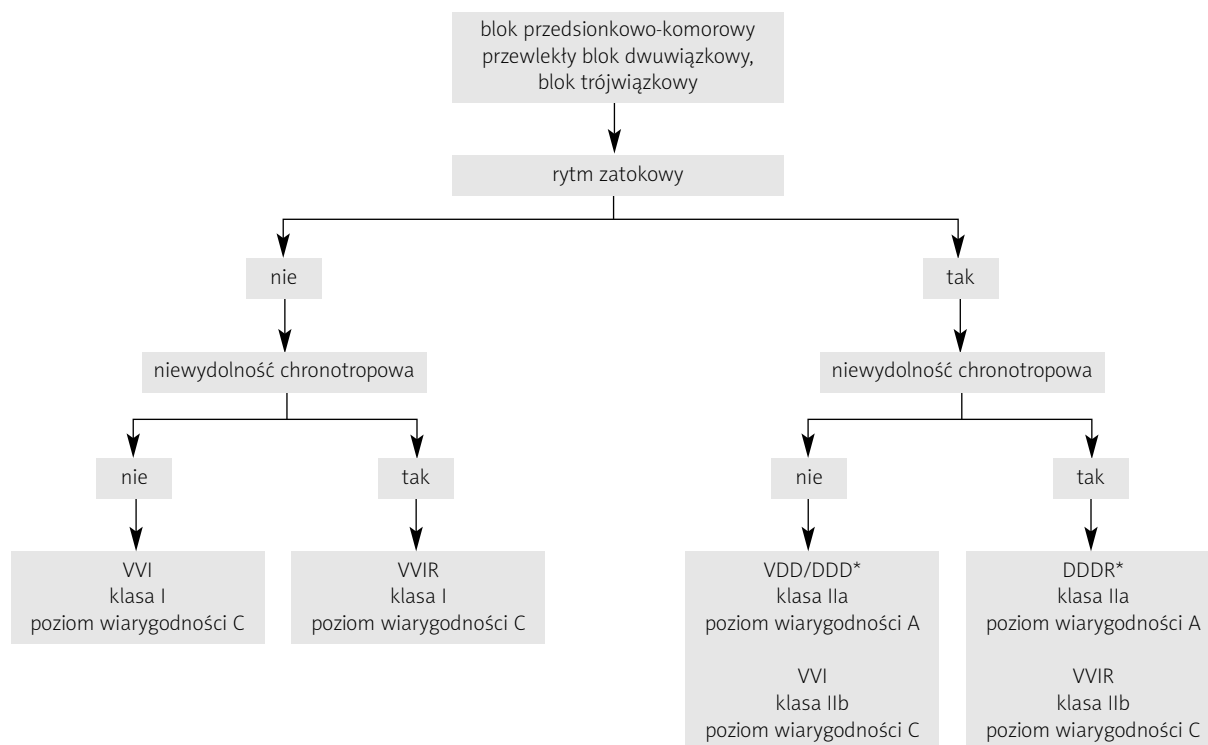 blok przedsionkowo-komorowy
przewlekły blok dwuwiązkowy,
blok trójwiązkowy
rytm zatokowy
nie
tak
niewydolność chronotropowa
niewydolność chronotropowa
nie
tak
nie
tak
VVI
klasa I
poziom wiarygodności C
VVIR
klasa I
poziom wiarygodności C
VDD/DDD*
klasa IIa
poziom wiarygodności A
VVI
klasa IIb
poziom wiarygodności C
DDDR*
klasa IIa
poziom wiarygodności A
VVIR
klasa IIb
poziom wiarygodności C